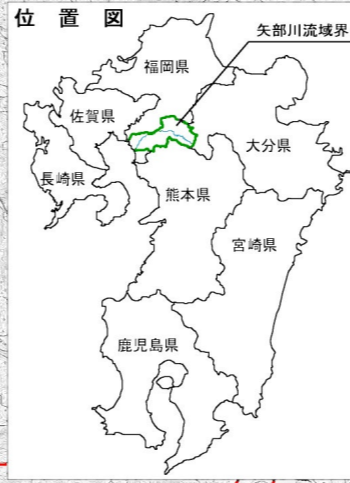 位置図
矢部川流域界
福岡県
佐賀県
大分県
長崎県
熊本県
宮崎県
鹿児島県